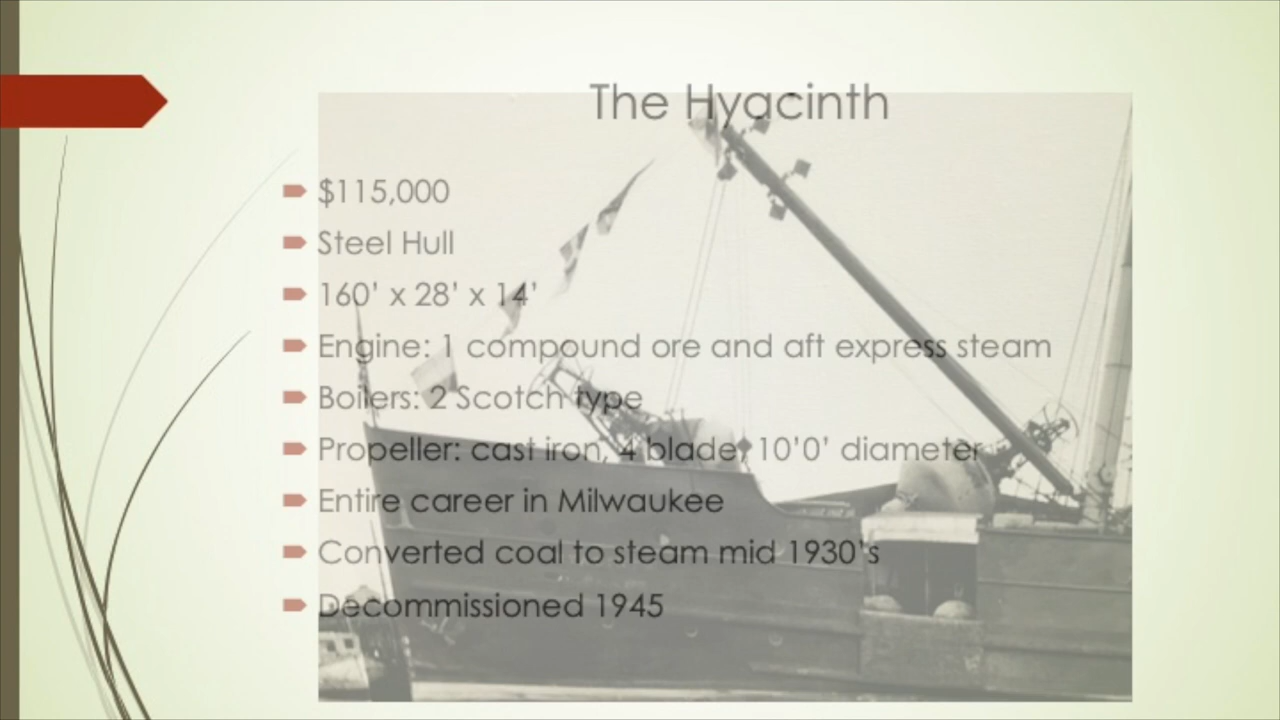 The Hyacinth
$115,000
Steel Hull
160' x 28' x 14'
Engine: 1 compound ore and aft express steam
Boilers: 2 Scotch type
Propeller: cast iron, 4 blade, 10'0' diameter
Entire career in Milwaukee
Converted coal to steam mid 1930's
Decommissioned 1945